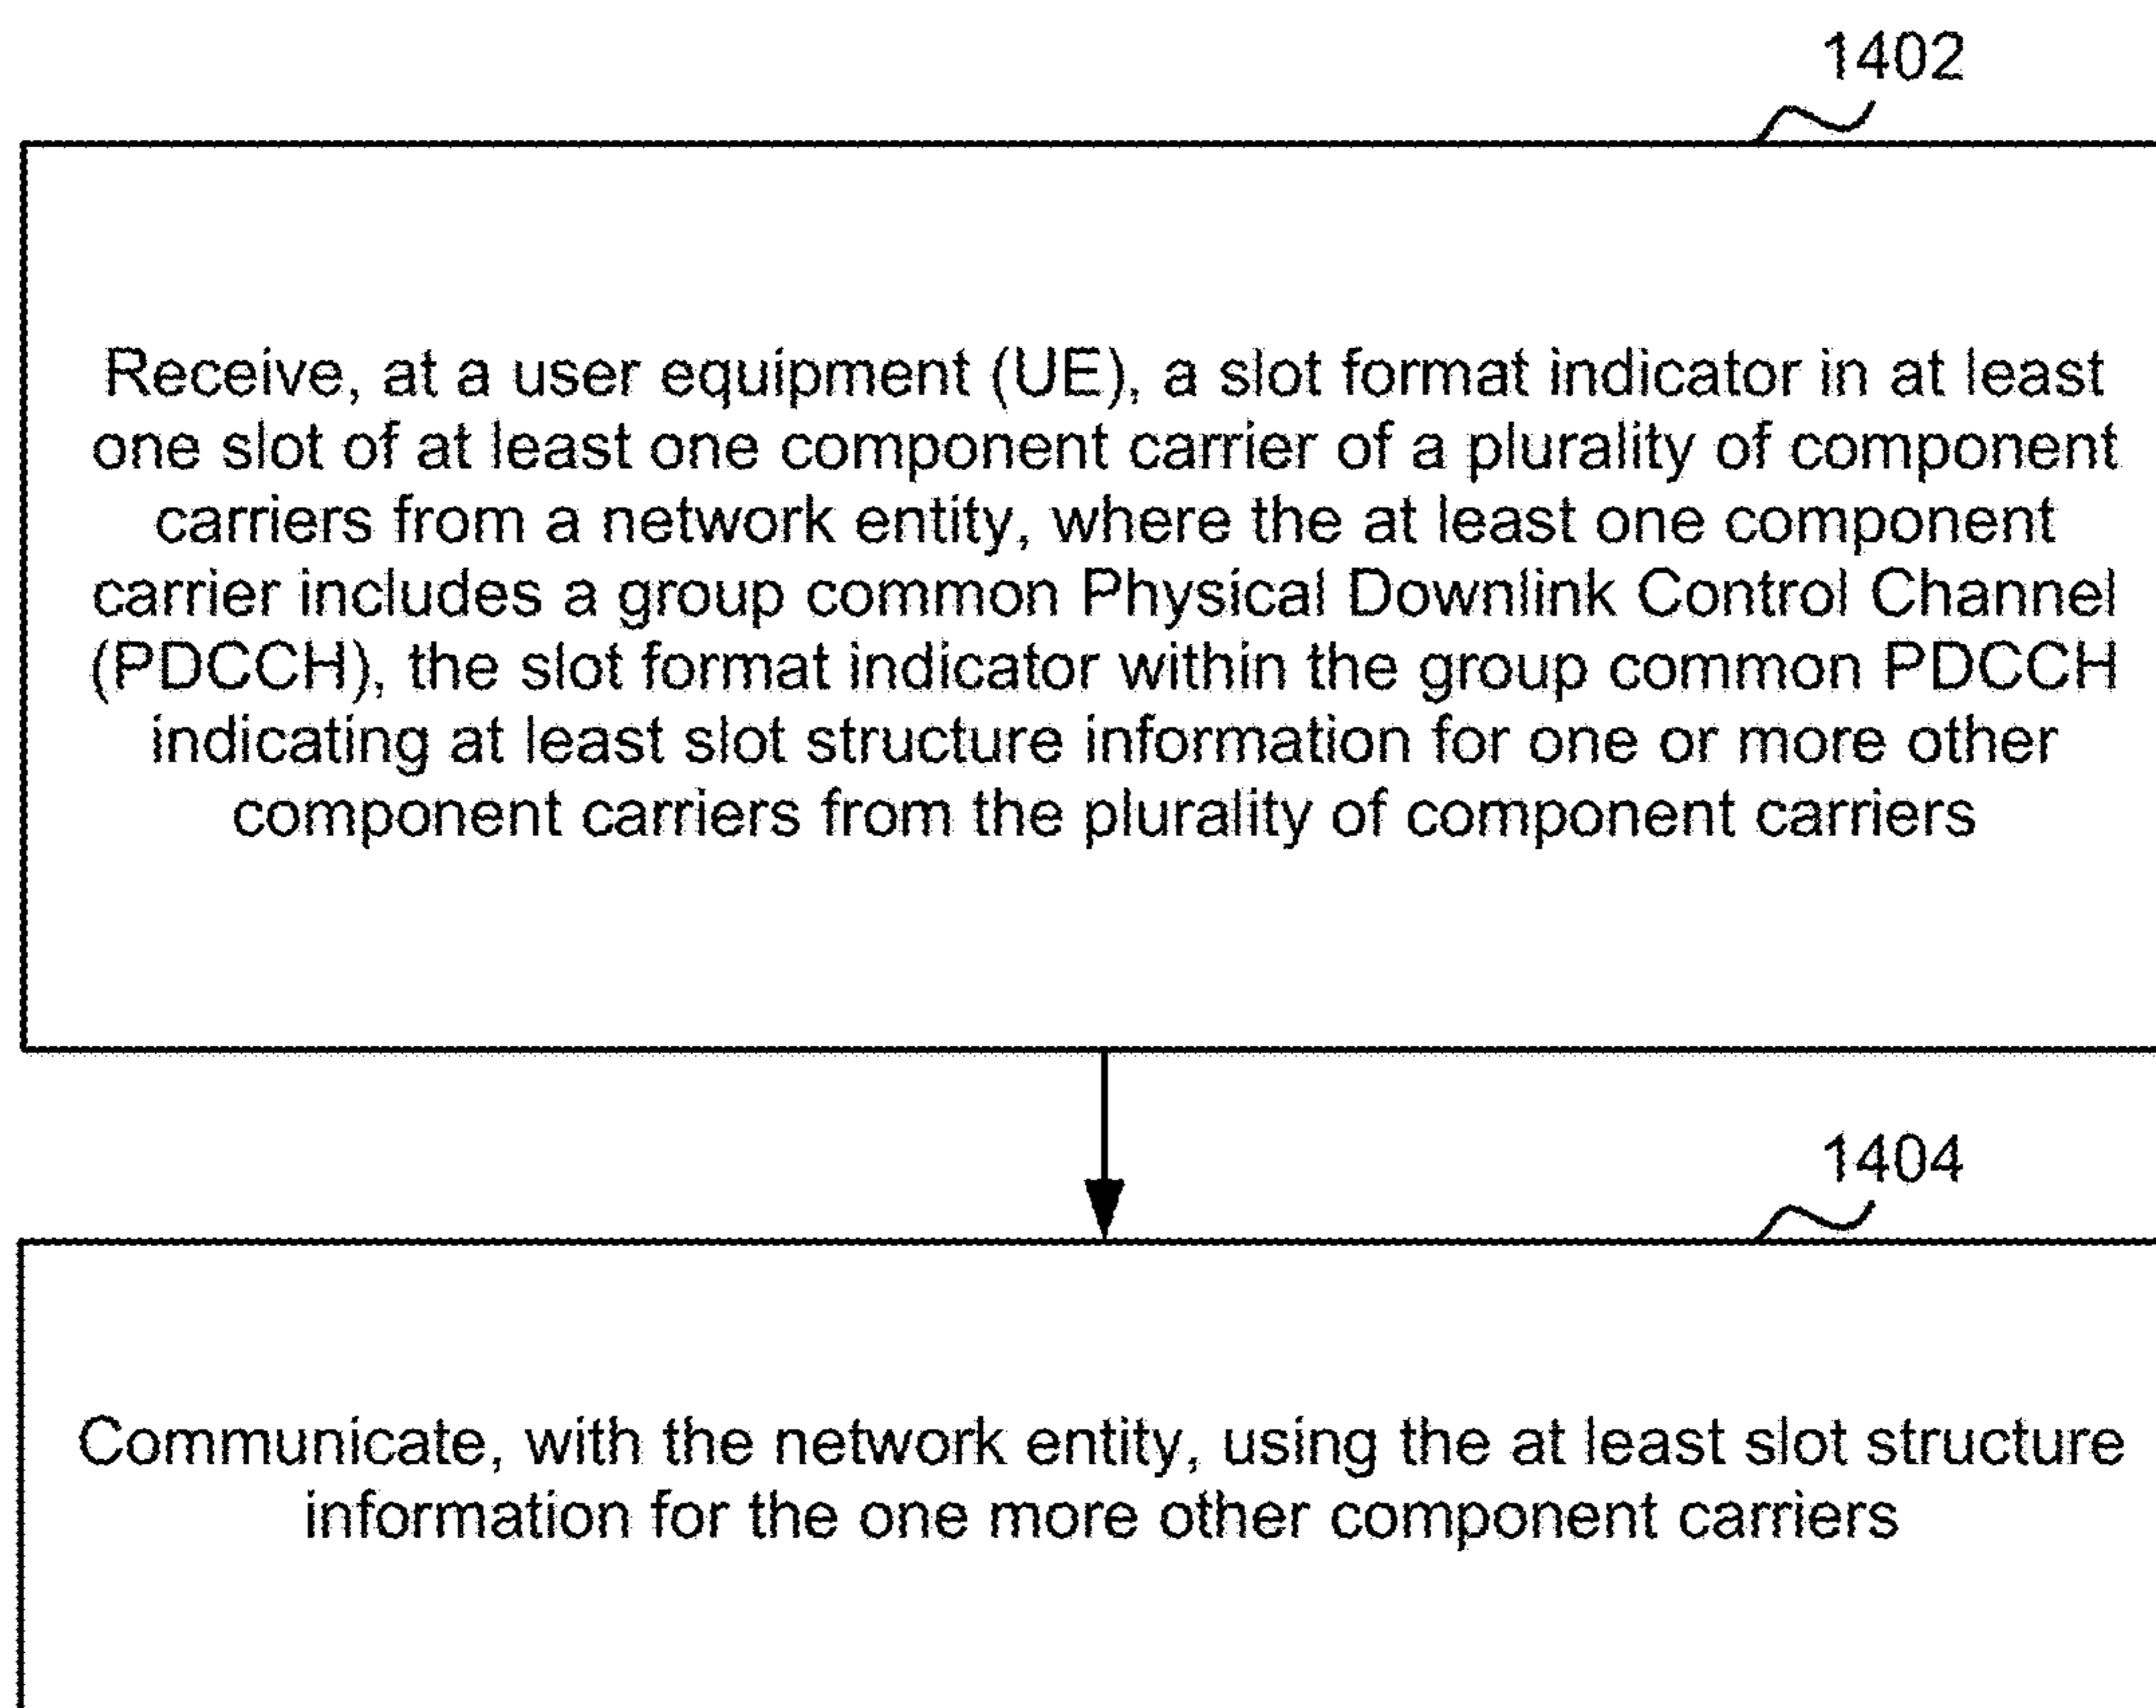 1402
Receive, at a user equipment (UE), a slot format indicator in at least
one slot of at least one component carrier of a plurality of component
carriers from a network entity, where the at least one component
carrier includes a group common Physical Downlink Control Channel
(PDCCH), the slot format indicator within the group common PDCCH
indicating at least slot structure information for one or more other
component carriers from the plurality of component carriers
1404
Communicate, with the network entity, using the at least slot structure
information for the one more other component carriers